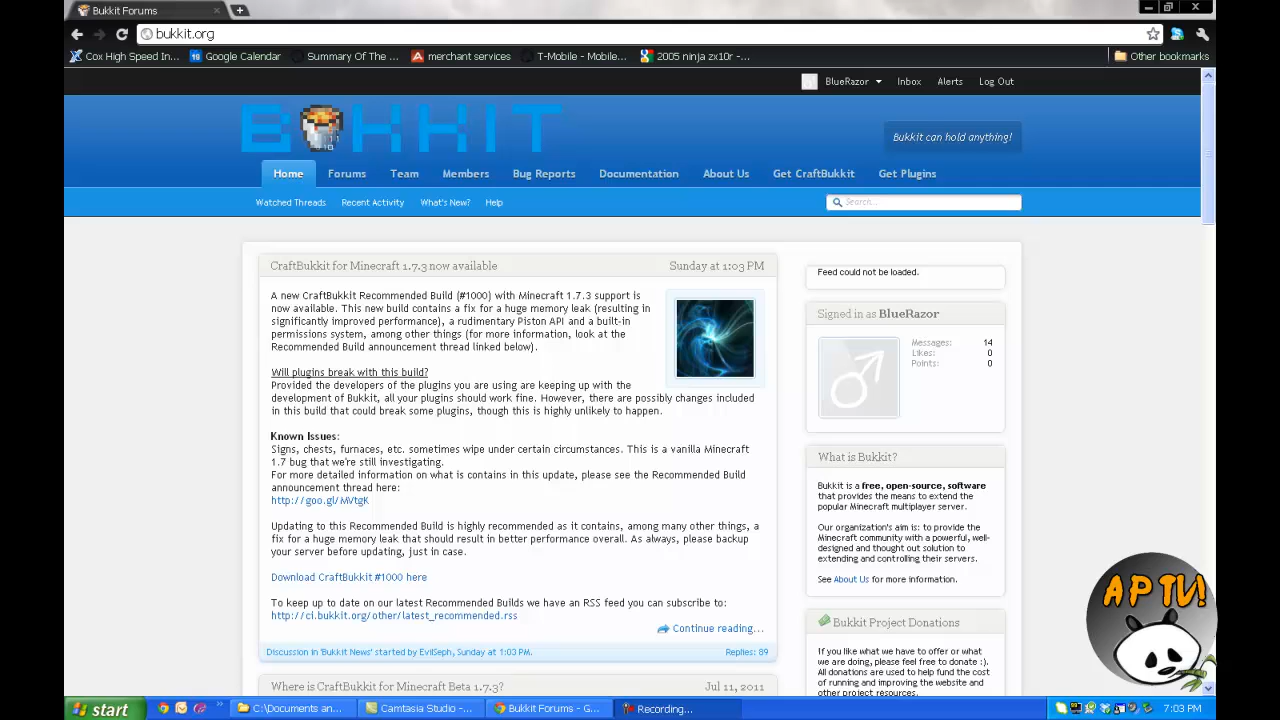 Bukkit Forums
bukkit.org
Cox High Speed In...
Google Calendar
Summary Of The ...
merchant services
T-Mobile - Mobile...
2005 ninja zx10r -...
Other bookmarks
BlueRazor
Inbox
Alerts
Log Out
BUKKIT
Bukkit can hold anything!
Home
Forums
Team
Members
Bug Reports
Documentation
About Us
Get CraftBukkit
Get Plugins
Watched Threads
Recent Activity
What's New?
Help
Search...
CraftBukkit for Minecraft 1.7.3 now available
Sunday at 1:03 PM
A new CraftBukkit Recommended Build (#1000) with Minecraft 1.7.3 support is
now available. This new build contains a fix for a huge memory leak (resulting in
significantly improved performance), a rudimentary Piston API and a built-in
permissions system, among other things (for more information, look at the
Recommended Build announcement thread linked below).
Will plugins break with this build?
Provided the developers of the plugins you are using are keeping up with the
development of Bukkit, all your plugins should work fine. However, there are possibly changes included
in this build that could break some plugins, though this is highly unlikely to happen.
Known Issues:
Signs, chests, furnaces, etc. sometimes wipe under certain circumstances. This is a vanilla Minecraft
1.7 bug that we're still investigating.
For more detailed information on what is contains in this update, please see the Recommended Build
announcement thread here:
http://goo.gl/MVtgK
Updating to this Recommended Build is highly recommended as it contains, among many other things, a
fix for a huge memory leak that should result in better performance overall. As always, please backup
your server before updating, just in case.
Download CraftBukkit #1000 here
To keep up to date on our latest Recommended Builds we have an RSS feed you can subscribe to:
http://ci.bukkit.org/other/latest_recommended.rss
Continue reading...
Discussion in 'Bukkit News' started by EvilSeph, Sunday at 1:03 PM.
Replies: 89
Where is CraftBukkit for Minecraft Beta 1.7.3?
Jul 11, 2011
Feed could not be loaded.
Signed in as BlueRazor
Messages: 14
Likes: 0
Points: 0
What is Bukkit?
Bukkit is a free, open-source, software
that provides the means to extend the
popular Minecraft multiplayer server.
Our organization's aim is: to provide the
Minecraft community with a powerful, well-
designed and thought out solution to
extending and controlling their servers.
See About Us for more information.
Bukkit Project Donations
If you like what we have to offer or what
we are doing, please feel free to donate :).
All donations are used to help fund the cost
of running and improving the website and
other project resources.
APTV!
start
C:\Documents an...
Camtasia Studio -...
Bukkit Forums - G...
Recording...
7:03 PM